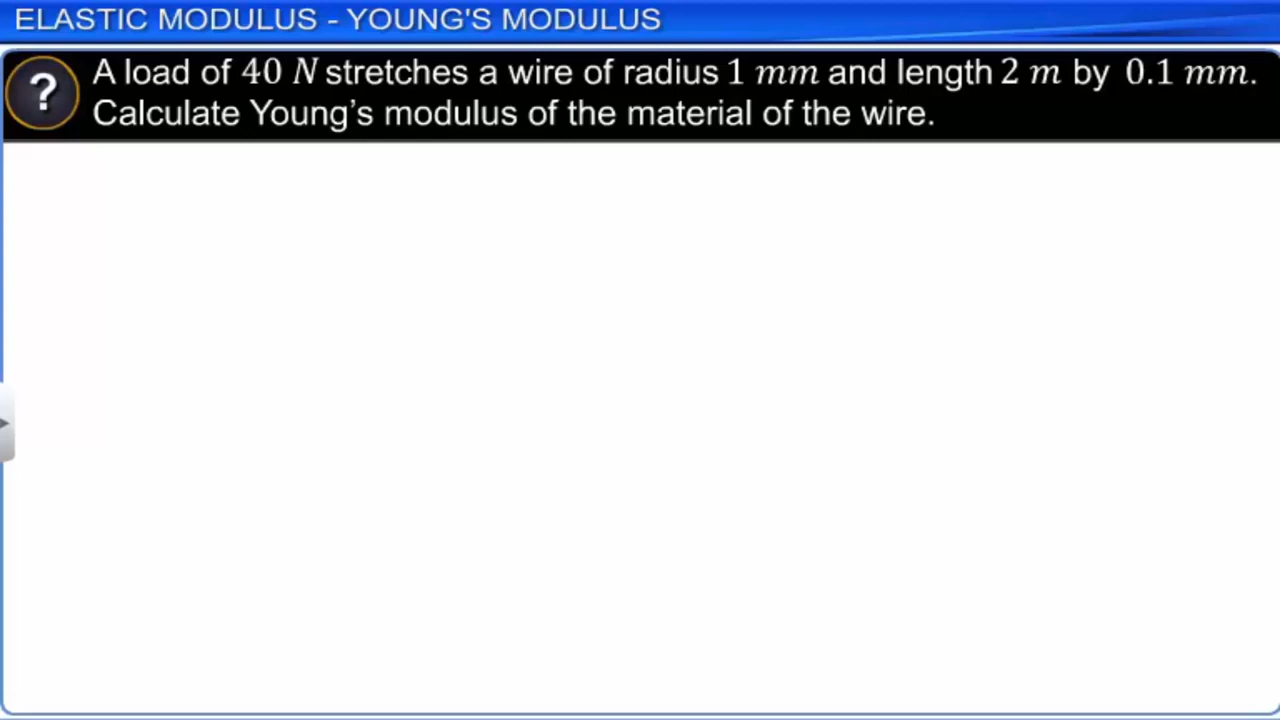 ELASTIC MODULUS - YOUNG'S MODULUS
? A load of 40 N stretches a wire of radius 1 mm and length 2 m by 0.1 mm.
Calculate Young’s modulus of the material of the wire.